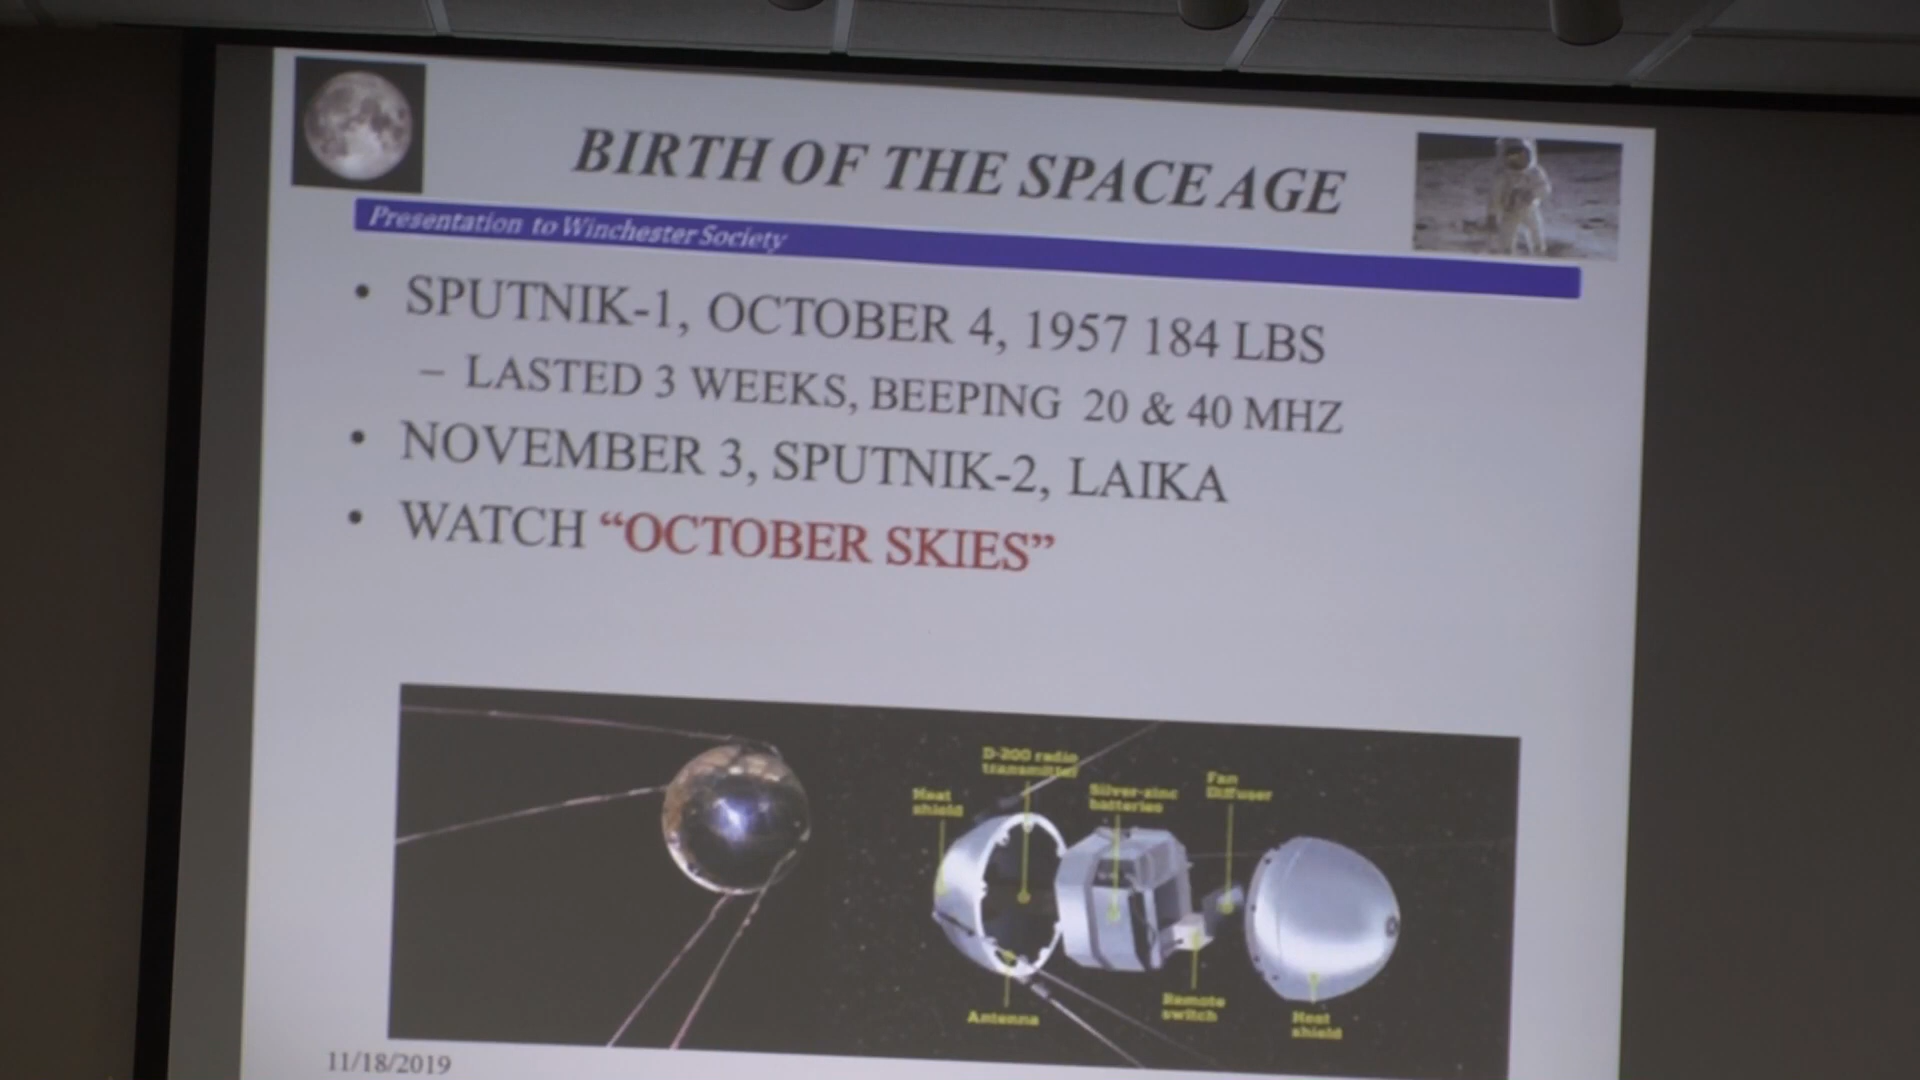 BIRTH OF THE SPACE AGE
Presentation to Winchester Society
• SPUTNIK-1, OCTOBER 4, 1957 184 LBS
– LASTED 3 WEEKS, BEEPING 20 & 40 MHZ
• NOVEMBER 3, SPUTNIK-2, LAIKA
• WATCH “OCTOBER SKIES”
D-200 radio
transmitter
Heat
shield
Silver-zinc
batteries
Fan
Diffuser
Antenna
Remote
switch
Heat
shield
11/18/2019